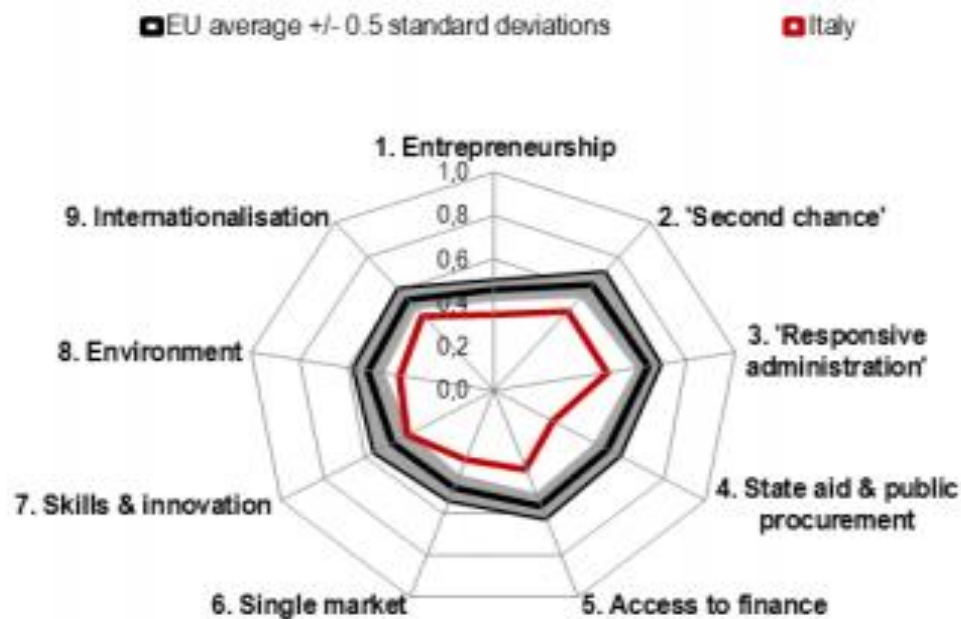 EU average +/- 0.5 standard deviations
Italy
1. Entrepreneurship
1,0
9. Internationalisation
0,8
2. 'Second chance'
0,6
0,4
8. Environment
0,2
3. 'Responsive
administration'
0,0
7. Skills & innovation
4. State aid & public
procurement
6. Single market
5. Access to finance